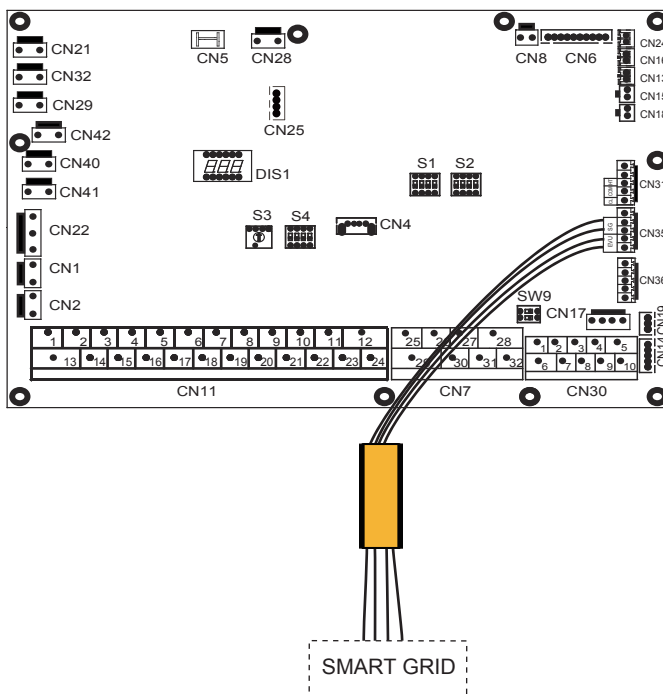 CN21
CN32
CN29
CN42
CN40
CN41
CN22
CN1
CN2
CN5
CN28
CN25
DIS1
CN8
CN6
CN24
CN16
CN13
CN15
CN18
S1
S2
S3
S4
CN4
CN31
SG
EVU
CN35
CN36
SW9
CN17
CN19
CN14
1 2 3 4 5 6 7 8 9 10 11 12
13 14 15 16 17 18 19 20 21 22 23 24
CN11
25 26 27 28
29 30 31 32
CN7
1 2 3 4 5
6 7 8 9 10
CN30
SMART GRID